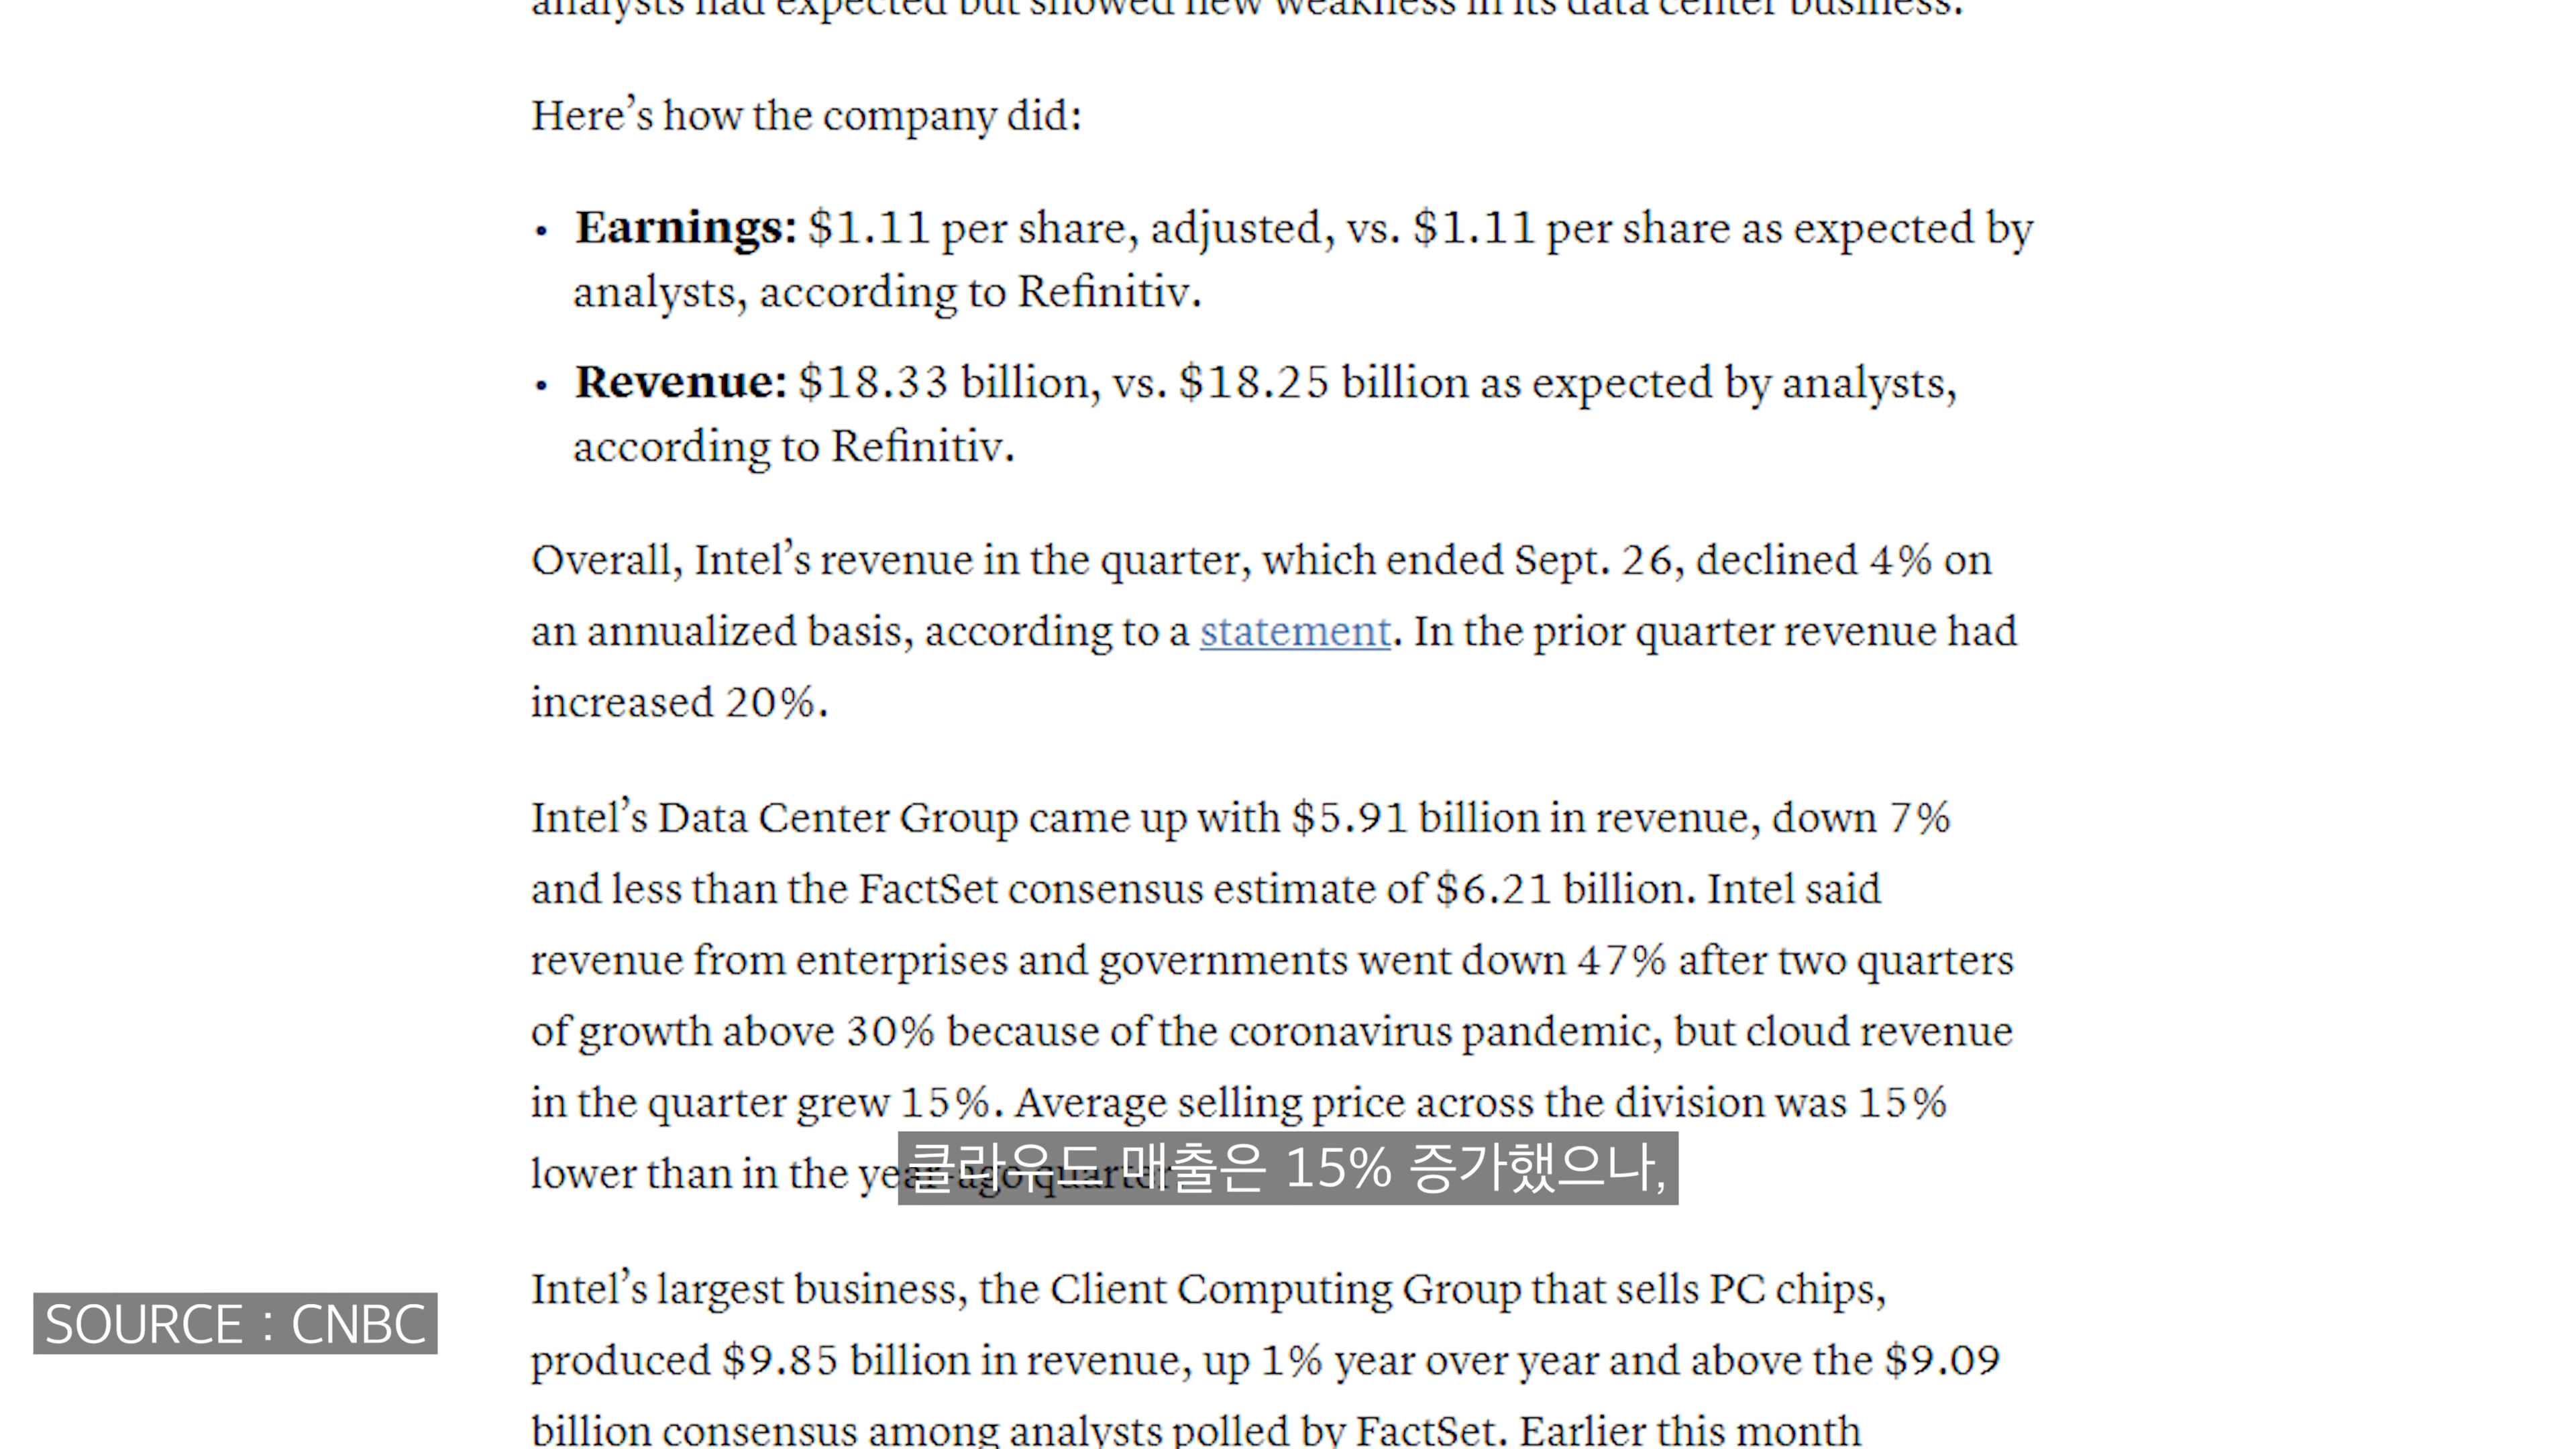 analysts had expected but showed new weakness in its data center business.
Here’s how the company did:
• Earnings: $1.11 per share, adjusted, vs. $1.11 per share as expected by
analysts, according to Refinitiv.
• Revenue: $18.33 billion, vs. $18.25 billion as expected by analysts,
according to Refinitiv.
Overall, Intel’s revenue in the quarter, which ended Sept. 26, declined 4% on
an annualized basis, according to a statement. In the prior quarter revenue had
increased 20%.
Intel’s Data Center Group came up with $5.91 billion in revenue, down 7%
and less than the FactSet consensus estimate of $6.21 billion. Intel said
revenue from enterprises and governments went down 47% after two quarters
of growth above 30% because of the coronavirus pandemic, but cloud revenue
in the quarter grew 15%. Average selling price across the division was 15%
lower than in the year-ago quarter
클라우드 매출은 15% 증가했으나,
Intel’s largest business, the Client Computing Group that sells PC chips,
SOURCE : CNBC
produced $9.85 billion in revenue, up 1% year over year and above the $9.09
billion consensus among analysts polled by FactSet. Earlier this month